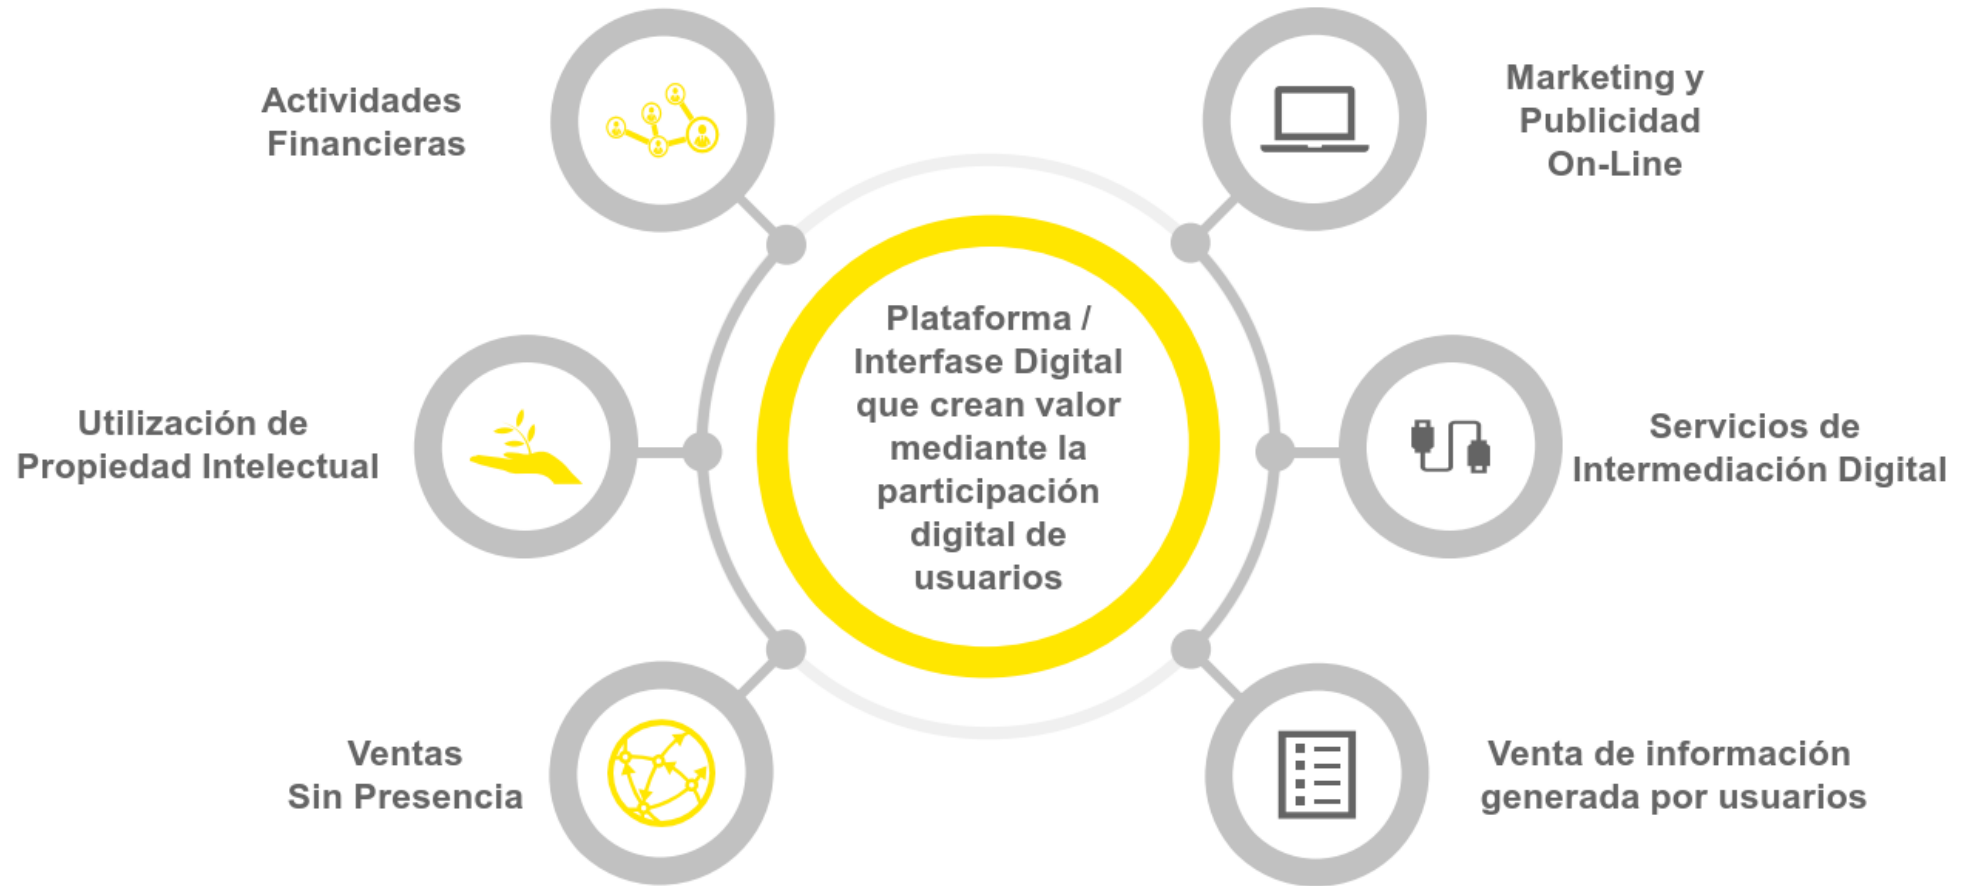 Actividades
Financieras
Marketing y
Publicidad
On-Line
Plataforma /
Interfase Digital
que crean valor
mediante la
participación
digital de
usuarios
Utilización de
Propiedad Intelectual
Servicios de
Intermediación Digital
Ventas
Sin Presencia
Venta de información
generada por usuarios